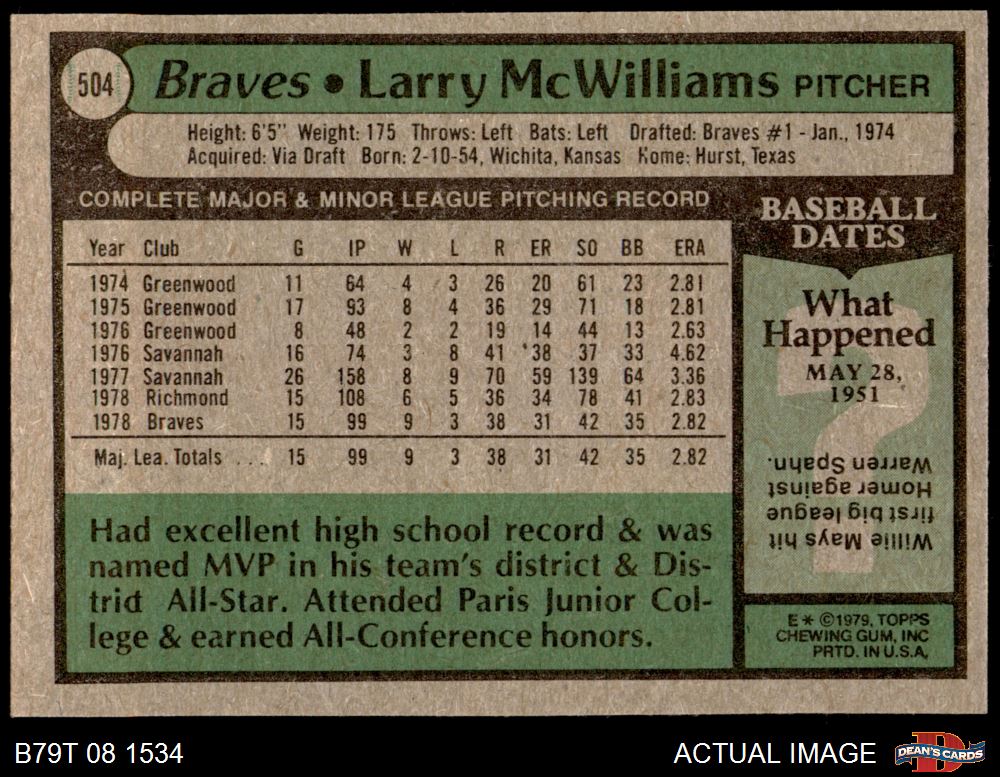 504
Braves • Larry McWilliams PITCHER
Height: 6'5" Weight: 175 Throws: Left Bats: Left Drafted: Braves #1 - Jan., 1974
Acquired: Via Draft Born: 2-10-54, Wichita, Kansas Home: Hurst, Texas
COMPLETE MAJOR & MINOR LEAGUE PITCHING RECORD
Year Club G IP W L R ER SO BB ERA
1974 Greenwood 11 64 4 3 26 20 61 23 2.81
1975 Greenwood 17 93 8 4 36 29 71 18 2.81
1976 Greenwood 8 48 2 2 19 14 44 13 2.63
1976 Savannah 16 74 3 8 41 38 37 33 4.62
1977 Savannah 26 158 8 9 70 59 139 64 3.36
1978 Richmond 15 108 6 5 36 34 78 41 2.83
1978 Braves 15 99 9 3 38 31 42 35 2.82
Maj. Lea. Totals ... 15 99 9 3 38 31 42 35 2.82
Had excellent high school record & was
named MVP in his team's district & Dis-
trict All-Star. Attended Paris Junior Col-
lege & earned All-Conference honors.
BASEBALL
DATES
What
Happened
MAY 28,
1951
?
Willie Mays hit
first big league
Homer against
Warren Spahn.
E * ©1979, TOPPS
CHEWING GUM, INC
PRTD. IN U.S.A.
B79T 08 1534
ACTUAL IMAGE
D
DEAN'S CARDS